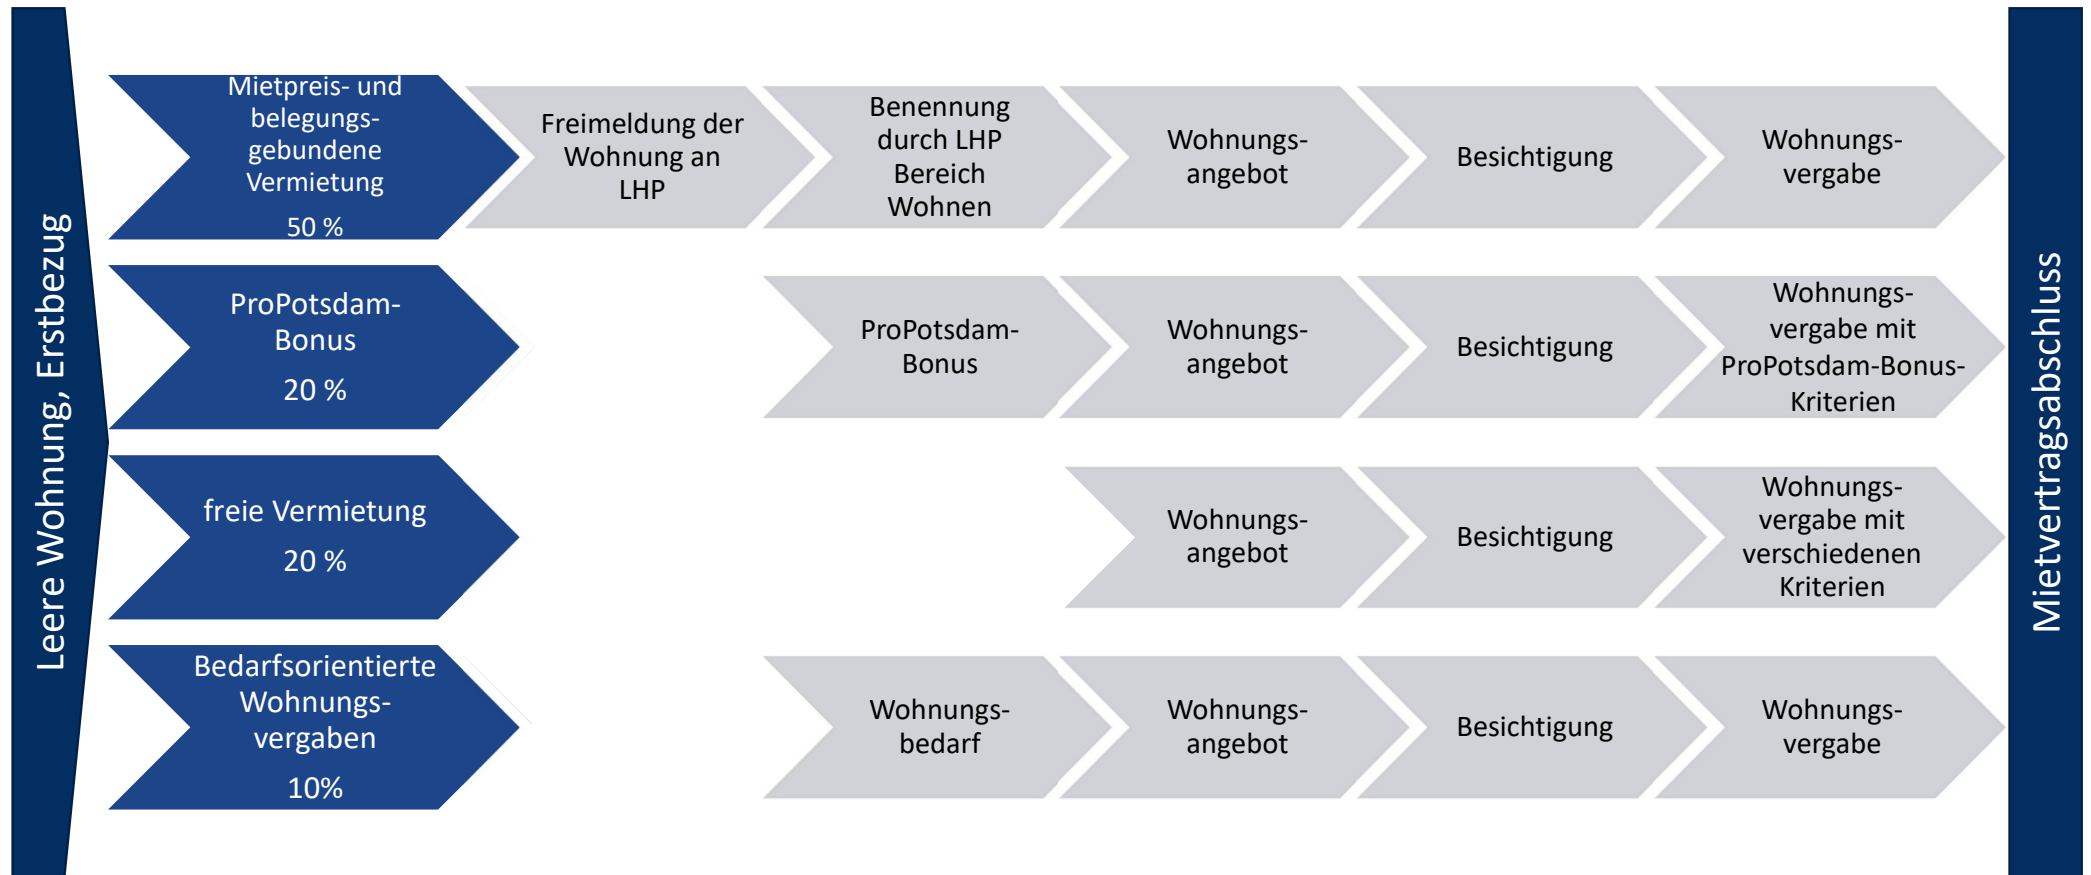 Leere Wohnung, Erstbezug
Mietpreis- und
belegungs-
gebundene
Vermietung
50 %
Freimeldung der
Wohnung an
LHP
Benennung
durch LHP
Bereich
Wohnen
Wohnungs-
angebot
Besichtigung
Wohnungs-
vergabe
ProPotsdam-
Bonus
20 %
ProPotsdam-
Bonus
Wohnungs-
angebot
Besichtigung
Wohnungs-
vergabe mit
ProPotsdam-Bonus-
Kriterien
freie Vermietung
20 %
Wohnungs-
angebot
Besichtigung
Wohnungs-
vergabe mit
verschiedenen
Kriterien
Bedarfsorientierte
Wohnungs-
vergaben
10%
Wohnungs-
bedarf
Wohnungs-
angebot
Besichtigung
Wohnungs-
vergabe
Mietvertragsabschluss